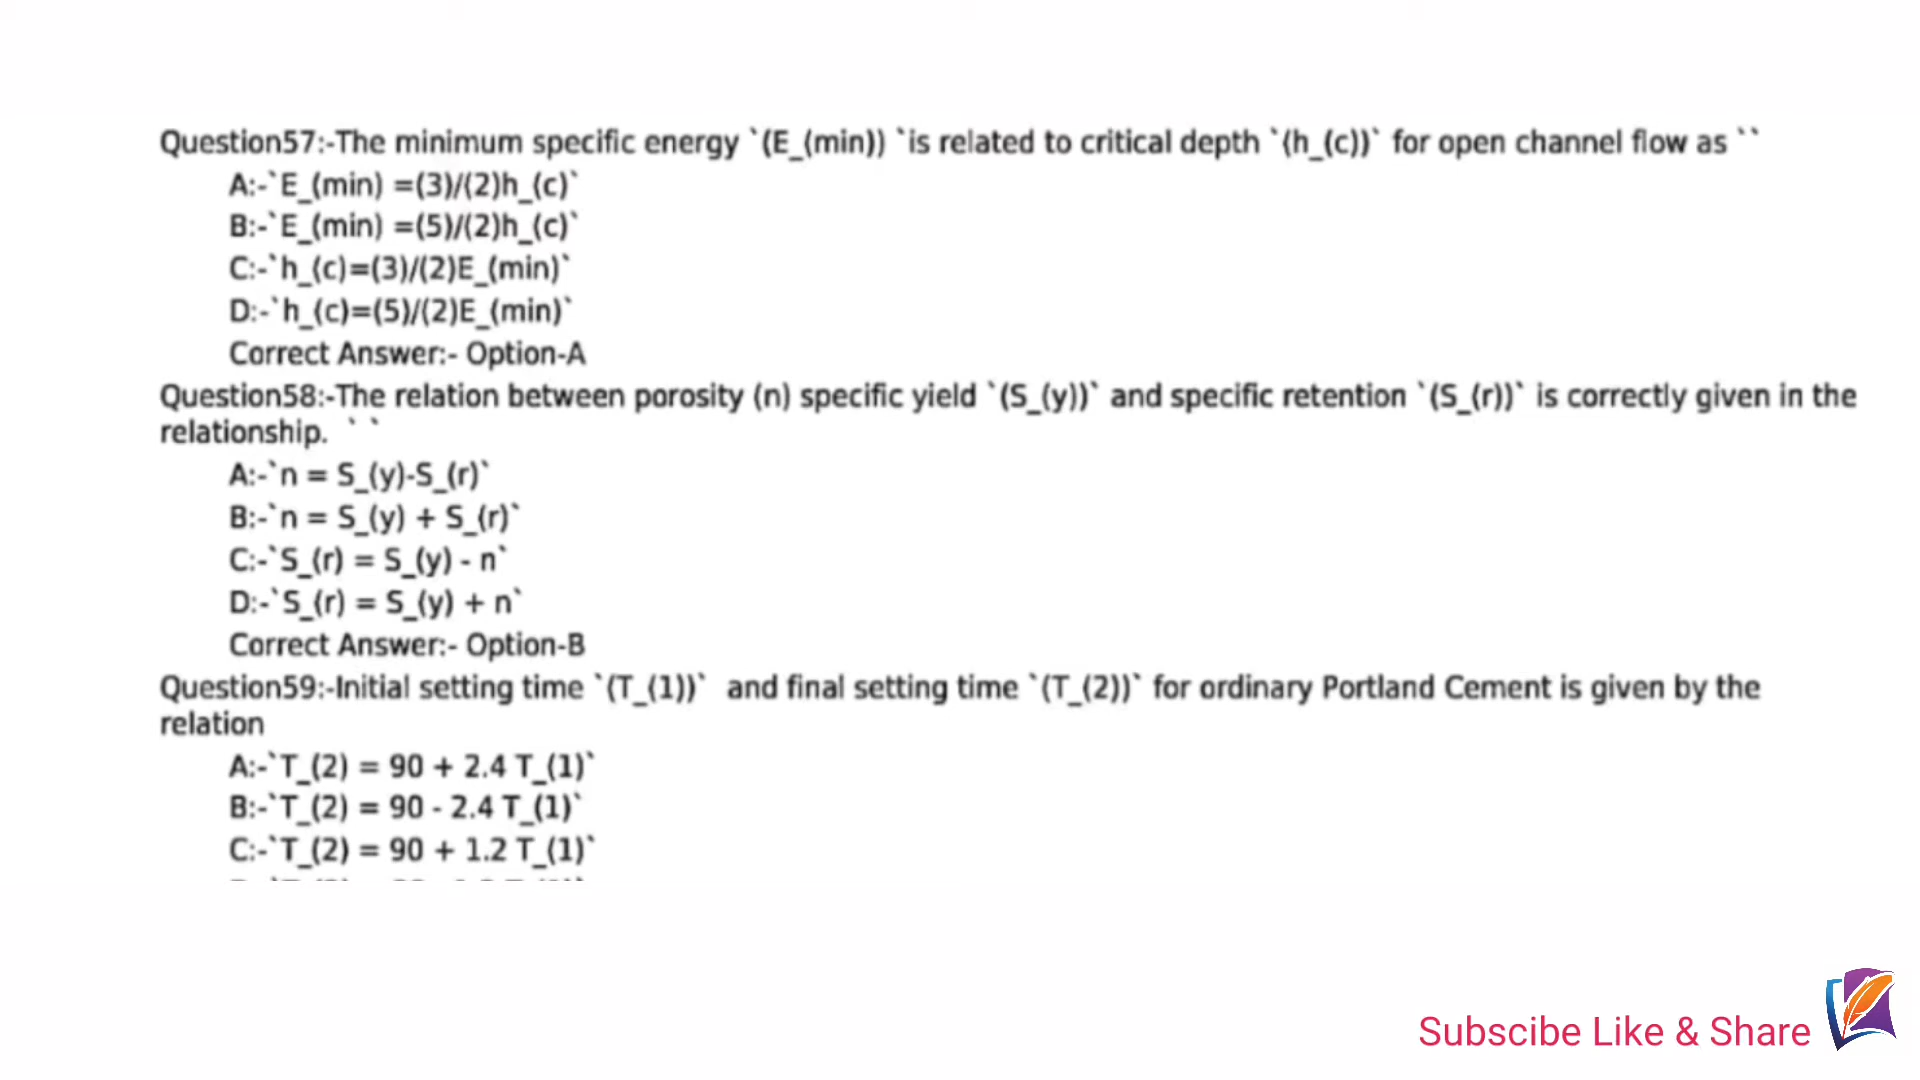 Question57:-The minimum specific energy `(E_(min)) `is related to critical depth `(h_(c))` for open channel flow as ``
A:-`E_(min) =(3)/(2)h_(c)`
B:-`E_(min) =(5)/(2)h_(c)`
C:-`h_(c)=(3)/(2)E_(min)`
D:-`h_(c)=(5)/(2)E_(min)`
Correct Answer:- Option-A
Question58:-The relation between porosity (n) specific yield `(S_(y))` and specific retention `(S_(r))` is correctly given in the
relationship. ` `
A:-`n = S_(y)-S_(r)`
B:-`n = S_(y) + S_(r)`
C:-`S_(r) = S_(y) - n`
D:-`S_(r) = S_(y) + n`
Correct Answer:- Option-B
Question59:-Initial setting time `(T_(1))` and final setting time `(T_(2))` for ordinary Portland Cement is given by the
relation
A:-`T_(2) = 90 + 2.4 T_(1)`
B:-`T_(2) = 90 - 2.4 T_(1)`
C:-`T_(2) = 90 + 1.2 T_(1)`
Subscibe Like & Share